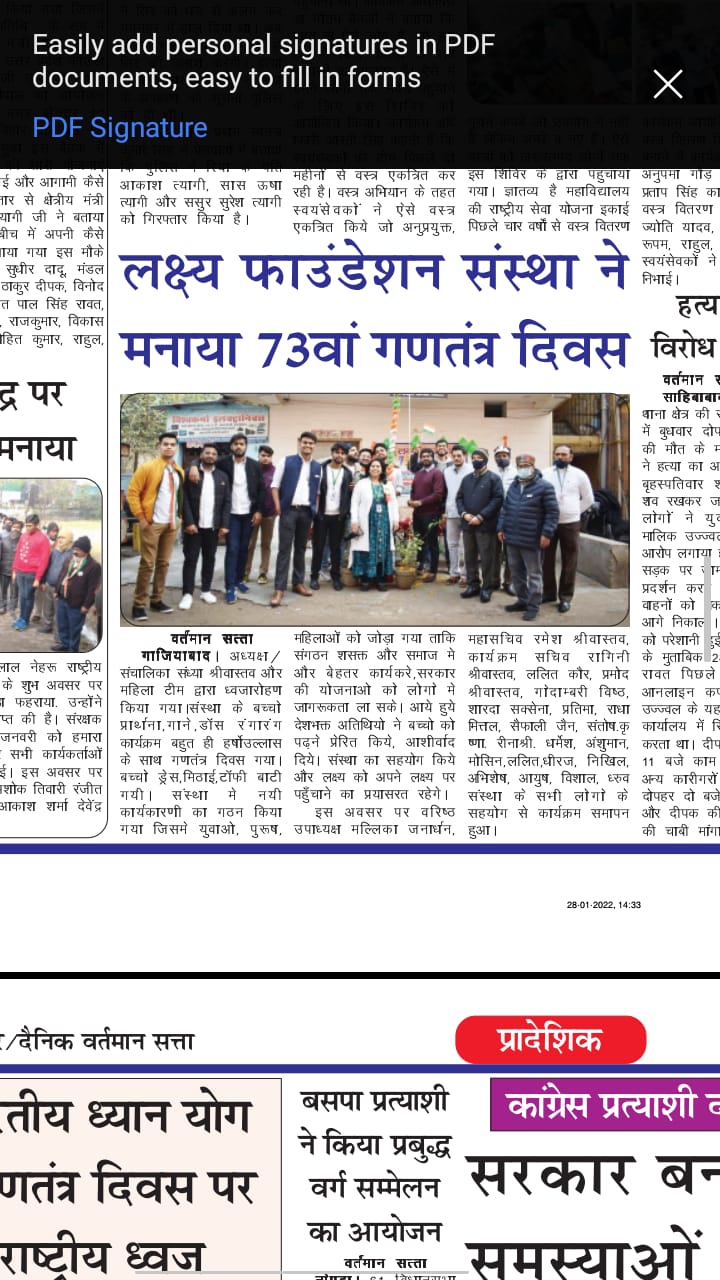 Easily add personal signatures in PDF
documents, easy to fill in forms
PDF Signature
ई और आगामी कैसे
तार से क्षेत्रीय मंत्री
यागी जी ने बताया
बीच में अपनी कैसे
ाया गया इस मौके
सुधीर दादू, मंडल
ठाकुर दीपक, विनोद
त पाल सिंह रावत,
, राजकुमार, विकास
हित कुमार, राहुल,
द्र पर
मनाया
लाल नेहरू राष्ट्रीय
के शुभ अवसर पर
ा फहराया. उन्होंने
प्त की है। संरक्षक
जनवरी को हमारा
सभी कार्यकर्ताओं
ई। इस अवसर पर
शोक तिवारी रंजीत
आकाश शर्मा देवेंद्र
आकाश त्यागी, सास ऊषा
त्यागी और ससुर सुरेश त्यागी
को गिरफ्तार किया है।
महीनों से वस्त्र एकत्रित कर
रही है। वस्त्र अभियान के तहत
स्वयंसेवकों ने ऐसे वस्त्र
एकत्रित किये जो अनुप्रयुक्त,
इस शिविर के द्वारा पहुंचाया
गया। ज्ञातव्य है महाविद्यालय
की राष्ट्रीय सेवा योजना इकाई
पिछले चार वर्षों से वस्त्र वितरण
अनुपमा गौड़
प्रताप सिंह का
वस्त्र वितरण
ज्योति यादव,
रूपम, राहुल,
स्वयंसेवकों ने
निभाई।
लक्ष्य फाउंडेशन संस्था ने
मनाया 73वां गणतंत्र दिवस
विश्वकर्मा इलैक्ट्रीकल्स
वर्तमान सत्ता
गाजियाबाद। अध्यक्ष/
संचालिका संध्या श्रीवास्तव और
महिला टीम द्वारा ध्वजारोहण
किया गया।संस्था के बच्चो
प्रार्थना,गाने,डॉस रंगारंग
कार्यक्रम बहुत ही हर्षोउल्लास
के साथ गणतंत्र दिवस गया।
बच्चो ड्रेस,मिठाई,टॉफी बाटी
गयी। संस्था मे नयी
कार्यकारणी का गठन किया
गया जिसमे युवाओ, पुरूष,
महिलाओं को जोड़ा गया ताकि
संगठन शसक्त और समाज मे
और बेहतर कार्यकरे,सरकार
की योजनाओ को लोगो मे
जागरूकता ला सके। आये हुये
देशभक्त अतिथियो ने बच्चो को
पढ़ने प्रेरित किये, आशीर्वाद
दिये। संस्था का सहयोग किये
और लक्ष्य को अपने लक्ष्य पर
पहुँचाने का प्रयासरत रहेगे।
इस अवसर पर वरिष्ठ
उपाध्यक्ष मल्लिका जनार्धन,
महासचिव रमेश श्रीवास्तव,
कार्यक्रम सचिव रागिनी
श्रीवास्तव, ललित कौर, प्रमोद
श्रीवास्तव, गोदाम्बरी विष्ठ,
शारदा सक्सेना, प्रतिमा, राधा
मित्तल, सैफाली जैन, संतोष.कृ
ष्णा. रीनाश्री. धर्मेश, अंशुमान,
मोसिन,ललित,धीरज, निखिल,
अभिशेष, आयुष, विशाल, ध्रुव
संस्था के सभी लोगो के
सहयोग से कार्यक्रम समापन
हुआ।
हत्य
विरोध
वर्तमान स
साहिबाबाद
थाना क्षेत्र की
में बुधवार दोप
की मौत के म
ने हत्या का अ
बृहस्पतिवार श
शव रखकर ज
लोगों ने यु
मालिक उज्ज्व
आरोप लगाया
सड़क पर
प्रदर्शन कर
वाहनों को
आगे निकाल
को परेशानी हुई
के मुताबिक
रावत पिछले
आनलाइन कप
उज्ज्वल के यह
कार्यालय में
करता था। दीप
11 बजे काम
अन्य कारीगरों
दोपहर दो बजे
और दीपक की
की चाबी मांग
28-01-2022, 14:33
र/दैनिक वर्तमान सत्ता
प्रादेशिक
रतीय ध्यान योग
गणतंत्र दिवस पर
राष्ट्रीय ध्वज
बसपा प्रत्याशी
ने किया प्रबुद्ध
वर्ग सम्मेलन
का आयोजन
वर्तमान सत्ता
कांग्रेस प्रत्याशी
सरकार बन
समस्याओं